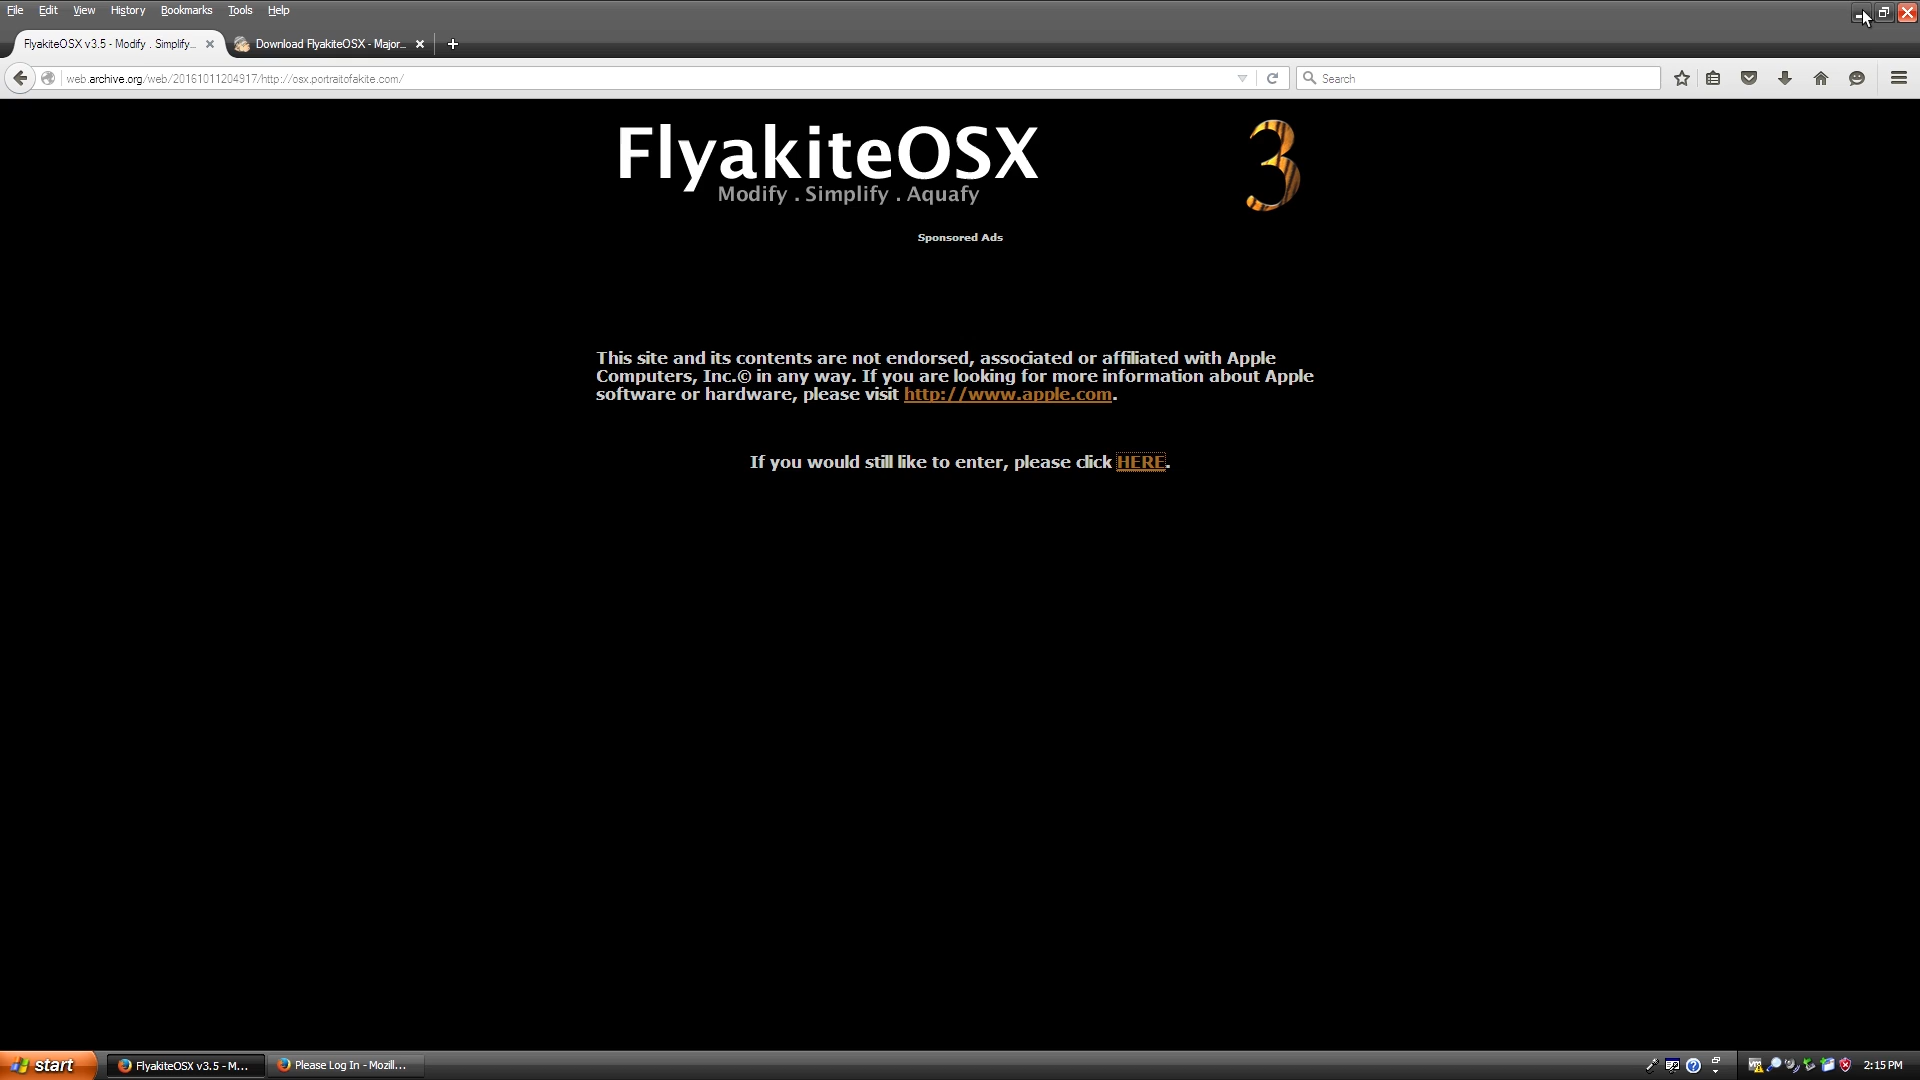 File Edit View History Bookmarks Tools Help
FlyakiteOSX v3.5 - Modify . Simplify... Download FlyakiteOSX - Major...
web.archive.org/web/20161011204917/http://osx.portraitofakite.com/ Search
FlyakiteOSX 3
Modify . Simplify . Aquafy
Sponsored Ads
This site and its contents are not endorsed, associated or affiliated with Apple
Computers, Inc.© in any way. If you are looking for more information about Apple
software or hardware, please visit http://www.apple.com.
If you would still like to enter, please click HERE.
start FlyakiteOSX v3.5 - M... Please Log In - Mozill... 2:15 PM